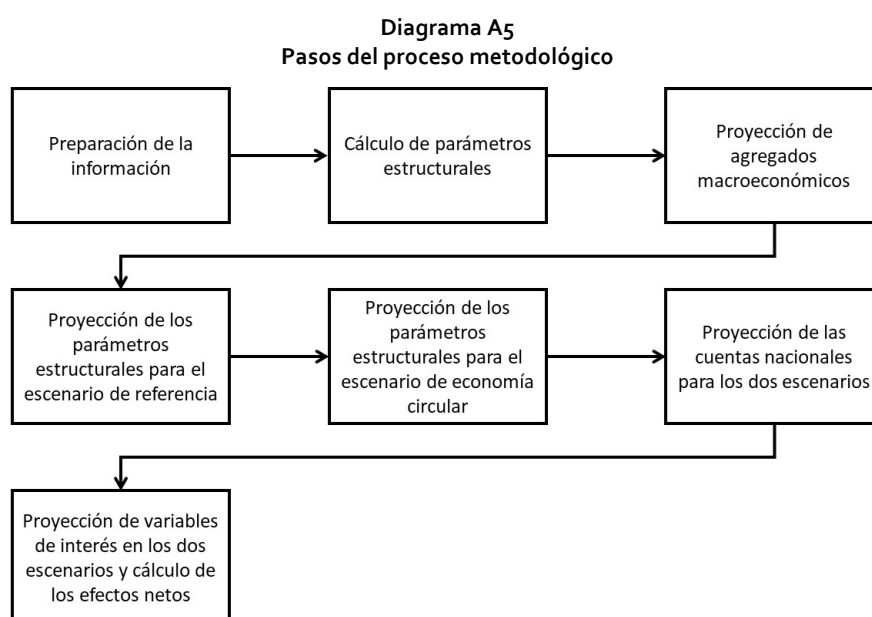 Diagrama A5
Pasos del proceso metodológico
Preparación de la
información
Cálculo de parámetros
estructurales
Proyección de
agregados
macroeconómicos
Proyección de los
parámetros
estructurales para el
escenario de referencia
Proyección de los
parámetros
estructurales para el
escenario de economía
circular
Proyección de las
cuentas nacionales
para los dos escenarios
Proyección de variables
de interés en los dos
escenarios y cálculo de
los efectos netos